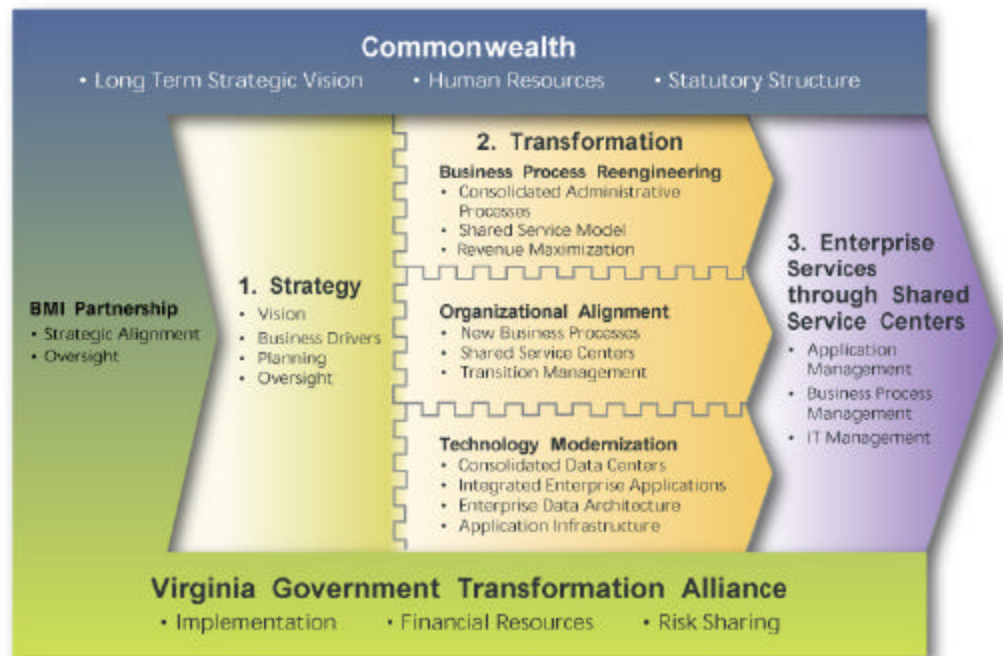 Commonwealth
• Long Term Strategic Vision • Human Resources • Statutory Structure
BMI Partnership
• Strategic Alignment
• Oversight
1. Strategy
• Vision
• Business Drivers
• Planning
• Oversight
2. Transformation
Business Process Reengineering
• Consolidated Administrative
Processes
• Shared Service Model
• Revenue Maximization
Organizational Alignment
• New Business Processes
• Shared Service Centers
• Transition Management
Technology Modernization
• Consolidated Data Centers
• Integrated Enterprise Applications
• Enterprise Data Architecture
• Application Infrastructure
3. Enterprise
Services
through Shared
Service Centers
• Application
Management
• Business Process
Management
• IT Management
Virginia Government Transformation Alliance
• Implementation • Financial Resources • Risk Sharing